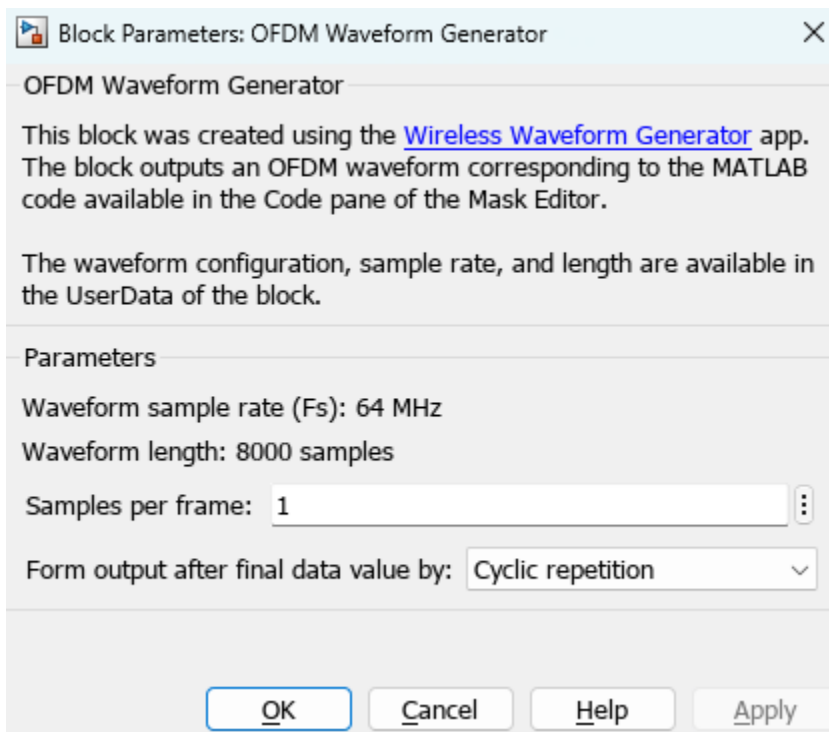 Block Parameters: OFDM Waveform Generator
OFDM Waveform Generator
This block was created using the Wireless Waveform Generator app.
The block outputs an OFDM waveform corresponding to the MATLAB
code available in the Code pane of the Mask Editor.
The waveform configuration, sample rate, and length are available in
the UserData of the block.
Parameters
Waveform sample rate (Fs): 64 MHz
Waveform length: 8000 samples
Samples per frame: 1
Form output after final data value by: Cyclic repetition
OK Cancel Help Apply